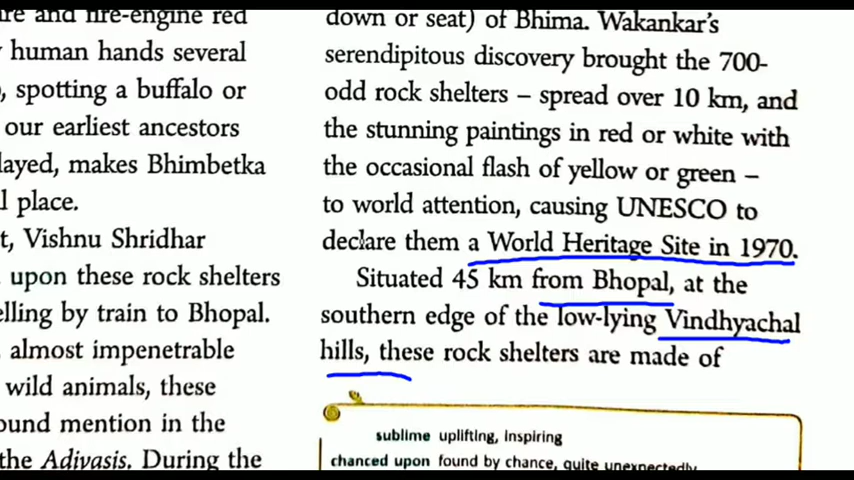 and fire-engine red
human hands several
spotting a buffalo or
our earliest ancestors
layed, makes Bhimbetka
l place.
t, Vishnu Shridhar
upon these rock shelters
elling by train to Bhopal.
almost impenetrable
wild animals, these
ound mention in the
the Adivasis. During the
down or seat) of Bhima. Wakankar's
serendipitous discovery brought the 700-
odd rock shelters – spread over 10 km, and
the stunning paintings in red or white with
the occasional flash of yellow or green –
to world attention, causing UNESCO to
declare them a World Heritage Site in 1970.
Situated 45 km from Bhopal, at the
southern edge of the low-lying Vindhyachal
hills, these rock shelters are made of
sublime uplifting, inspiring
chanced upon found by chance, quite unexpectedly